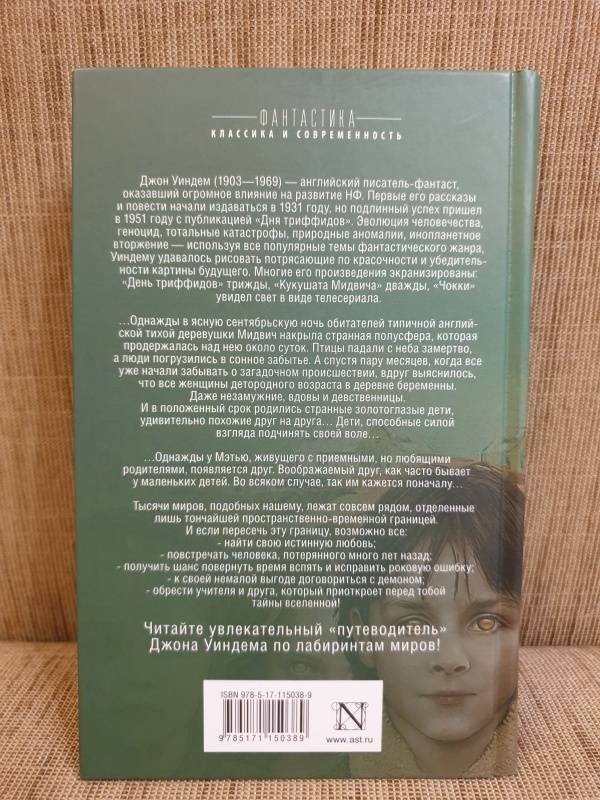 ФАНТАСТИКА
КЛАССИКА И СОВРЕМЕННОСТЬ
Джон Уиндем (1903—1969) — английский писатель-фантаст,
оказавший огромное влияние на развитие НФ. Первые его рассказы
и повести начали издаваться в 1931 году, но подлинный успех пришел
в 1951 году с публикацией «Дня триффидов». Эволюция человечества,
геноцид, тотальные катастрофы, природные аномалии, инопланетное
вторжение — используя все популярные темы фантастического жанра,
Уиндему удавалось рисовать потрясающие по красочности и убедитель-
ности картины будущего. Многие его произведения экранизированы:
«День триффидов» трижды, «Кукушата Мидвича» дважды, «Чокки»
увидел свет в виде телесериала.
...Однажды в ясную сентябрьскую ночь обитателей типичной англий-
ской тихой деревушки Мидвич накрыла странная полусфера, которая
продержалась над нею около суток. Птицы падали с неба замертво,
а люди погрузились в сонное забытье. А спустя пару месяцев, когда все
уже начали забывать о загадочном происшествии, вдруг выяснилось,
что все женщины детородного возраста в деревне беременны.
Даже незамужние, вдовы и девственницы.
И в положенный срок родились странные золотоглазые дети,
удивительно похожие друг на друга... Дети, способные силой
взгляда подчинять своей воле...
...Однажды у Мэтью, живущего с приемными, но любящими
родителями, появляется друг. Воображаемый друг, как часто бывает
у маленьких детей. Во всяком случае, так им кажется поначалу...
Тысячи миров, подобных нашему, лежат совсем рядом, отделенные
лишь тончайшей пространственно-временной границей.
И если пересечь эту границу, возможно все:
- найти свою истинную любовь;
- повстречать человека, потерянного много лет назад;
- получить шанс повернуть время вспять и исправить роковую ошибку;
- к своей немалой выгоде договориться с демоном;
- обрести учителя и друга, который приоткроет перед тобой
тайны вселенной!
Читайте увлекательный «путеводитель»
Джона Уиндема по лабиринтам миров!
ISBN 978-5-17-115038-9
9785171150389
www.ast.ru